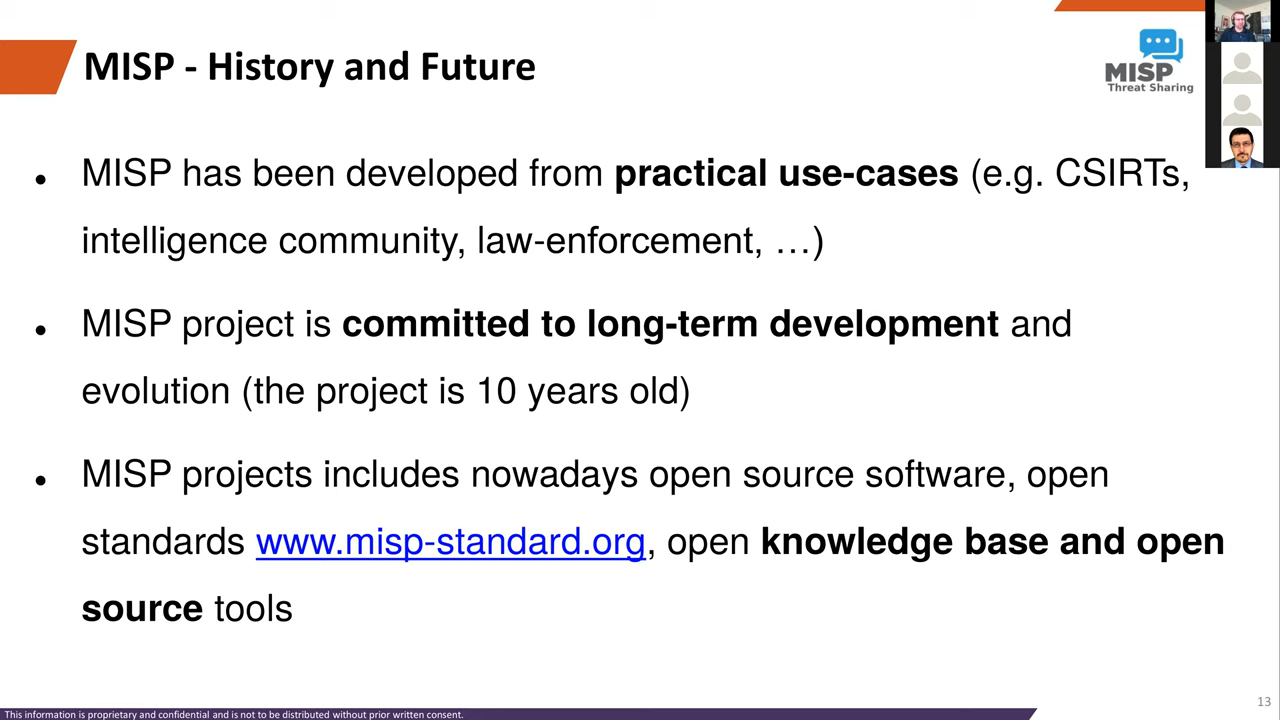 MISP - History and Future
MISP
Threat Sharing
• MISP has been developed from practical use-cases (e.g. CSIRTs,
intelligence community, law-enforcement, …)
• MISP project is committed to long-term development and
evolution (the project is 10 years old)
• MISP projects includes nowadays open source software, open
standards www.misp-standard.org, open knowledge base and open
source tools
This information is proprietary and confidential and is not to be distributed without prior written consent.
13